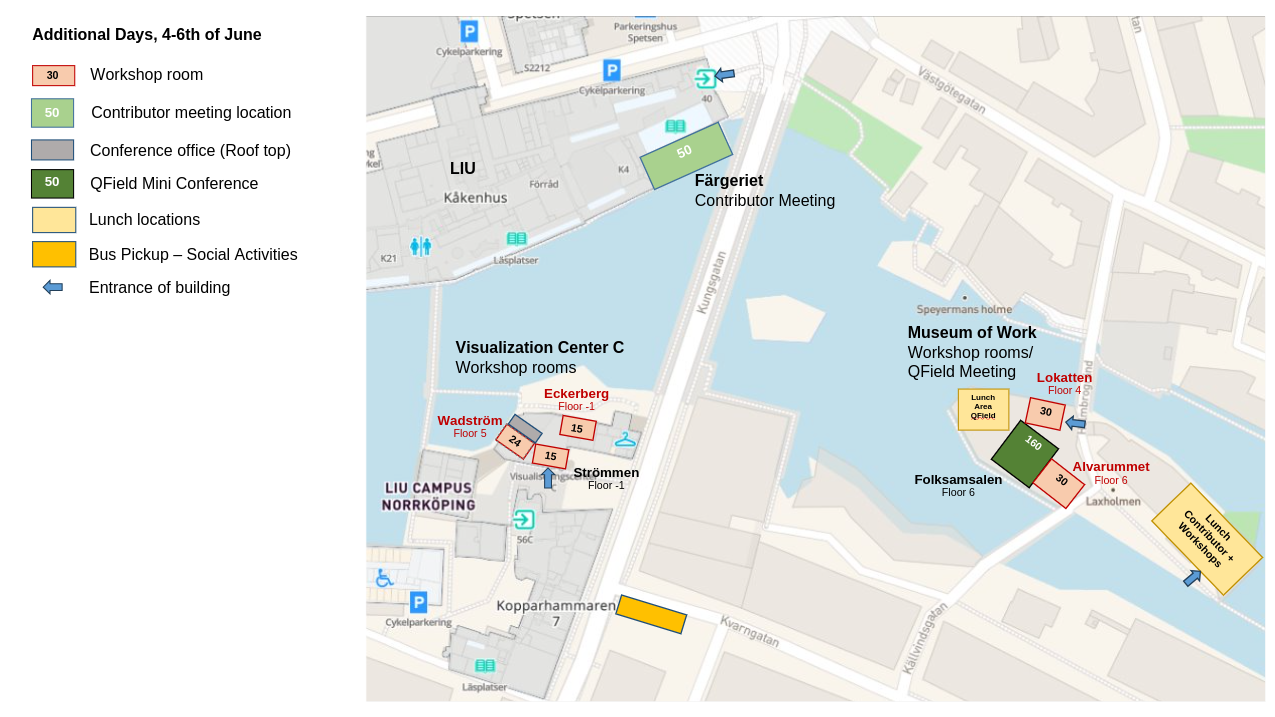 Additional Days, 4-6th of June
30
Workshop room
50
Contributor meeting location
Conference office (Roof top)
50
QField Mini Conference
Lunch locations
Bus Pickup – Social Activities
Entrance of building
Parkeringshus
Spetsen
Cykelparkering
S2212
Cykelparkering
40
Västgötegatan
50
K4
LIU
Färgeriet
Contributor Meeting
Förråd
Kåkenhus
K21
Läsplatser
Kungsgatan
Speyermans holme
Museum of Work
Workshop rooms/
QField Meeting
Visualization Center C
Workshop rooms
Lokatten
Floor 4
Eckerberg
Floor -1
Lunch
Area
QField
30
Wadström
Floor 5
24
15
15
160
Strömmen
Floor -1
Alvarummet
Floor 6
30
Folksamsalen
Floor 6
Laxholmen
LIU CAMPUS
NORRKÖPING
56C
Lunch
Contributor +
Workshops
Kopparhammaren
7
Cykelparkering
Kvarngatan
Källvindsgatan
Läsplatser